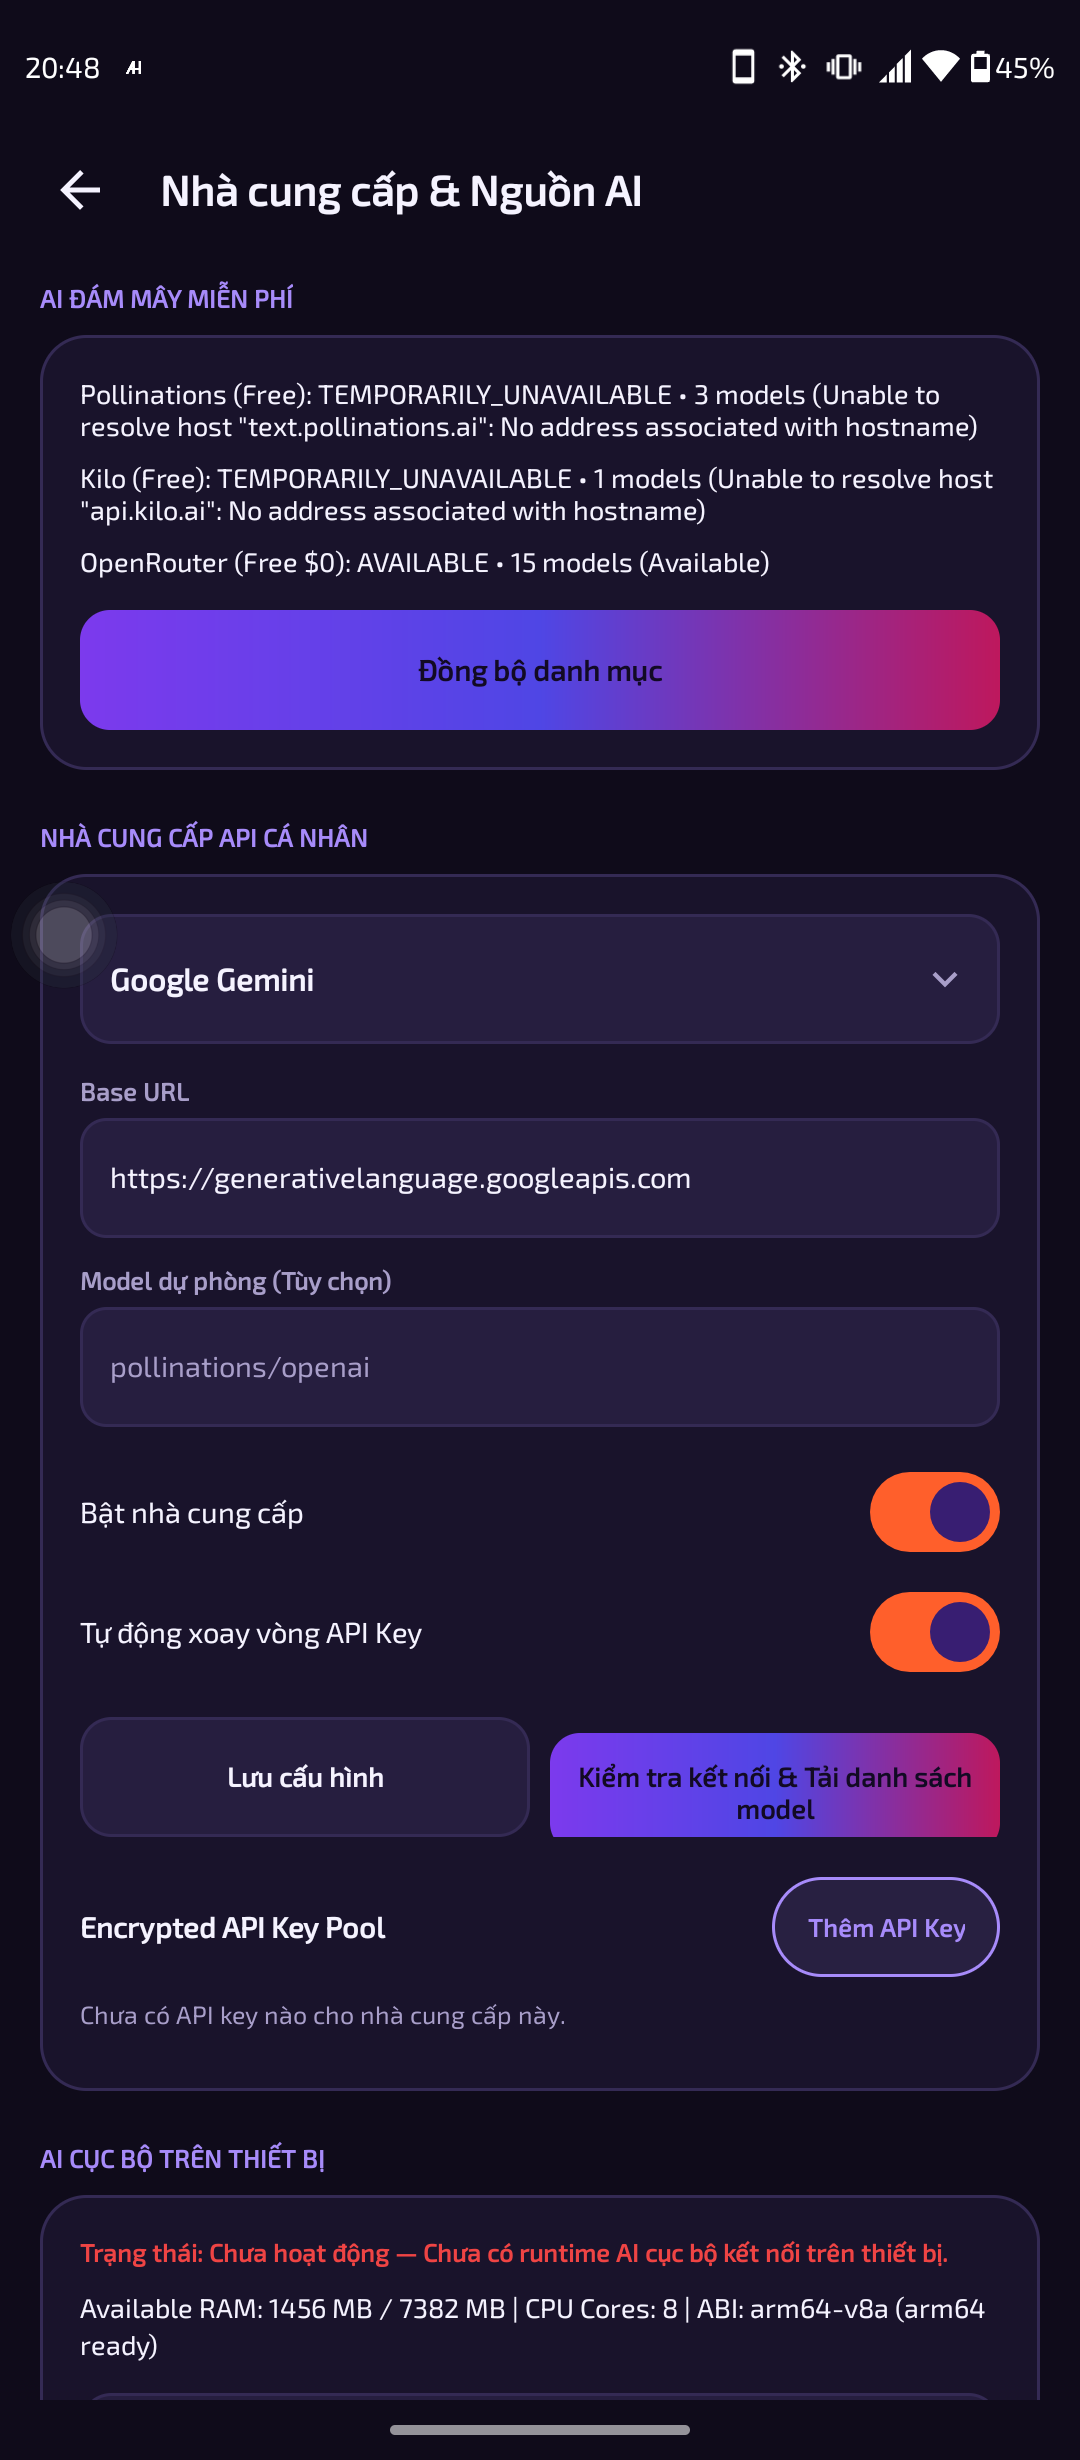 20:48
45%
Nhà cung cấp & Nguồn AI
AI ĐÁM MÂY MIỄN PHÍ
Pollinations (Free): TEMPORARILY_UNAVAILABLE • 3 models (Unable to
resolve host "text.pollinations.ai": No address associated with hostname)
Kilo (Free): TEMPORARILY_UNAVAILABLE • 1 models (Unable to resolve host
"api.kilo.ai": No address associated with hostname)
OpenRouter (Free $0): AVAILABLE • 15 models (Available)
Đồng bộ danh mục
NHÀ CUNG CẤP API CÁ NHÂN
Google Gemini
Base URL
https://generativelanguage.googleapis.com
Model dự phòng (Tùy chọn)
pollinations/openai
Bật nhà cung cấp
Tự động xoay vòng API Key
Lưu cấu hình
Kiểm tra kết nối & Tải danh sách
model
Encrypted API Key Pool
Thêm API Key
Chưa có API key nào cho nhà cung cấp này.
AI CỤC BỘ TRÊN THIẾT BỊ
Trạng thái: Chưa hoạt động — Chưa có runtime AI cục bộ kết nối trên thiết bị.
Available RAM: 1456 MB / 7382 MB | CPU Cores: 8 | ABI: arm64-v8a (arm64
ready)